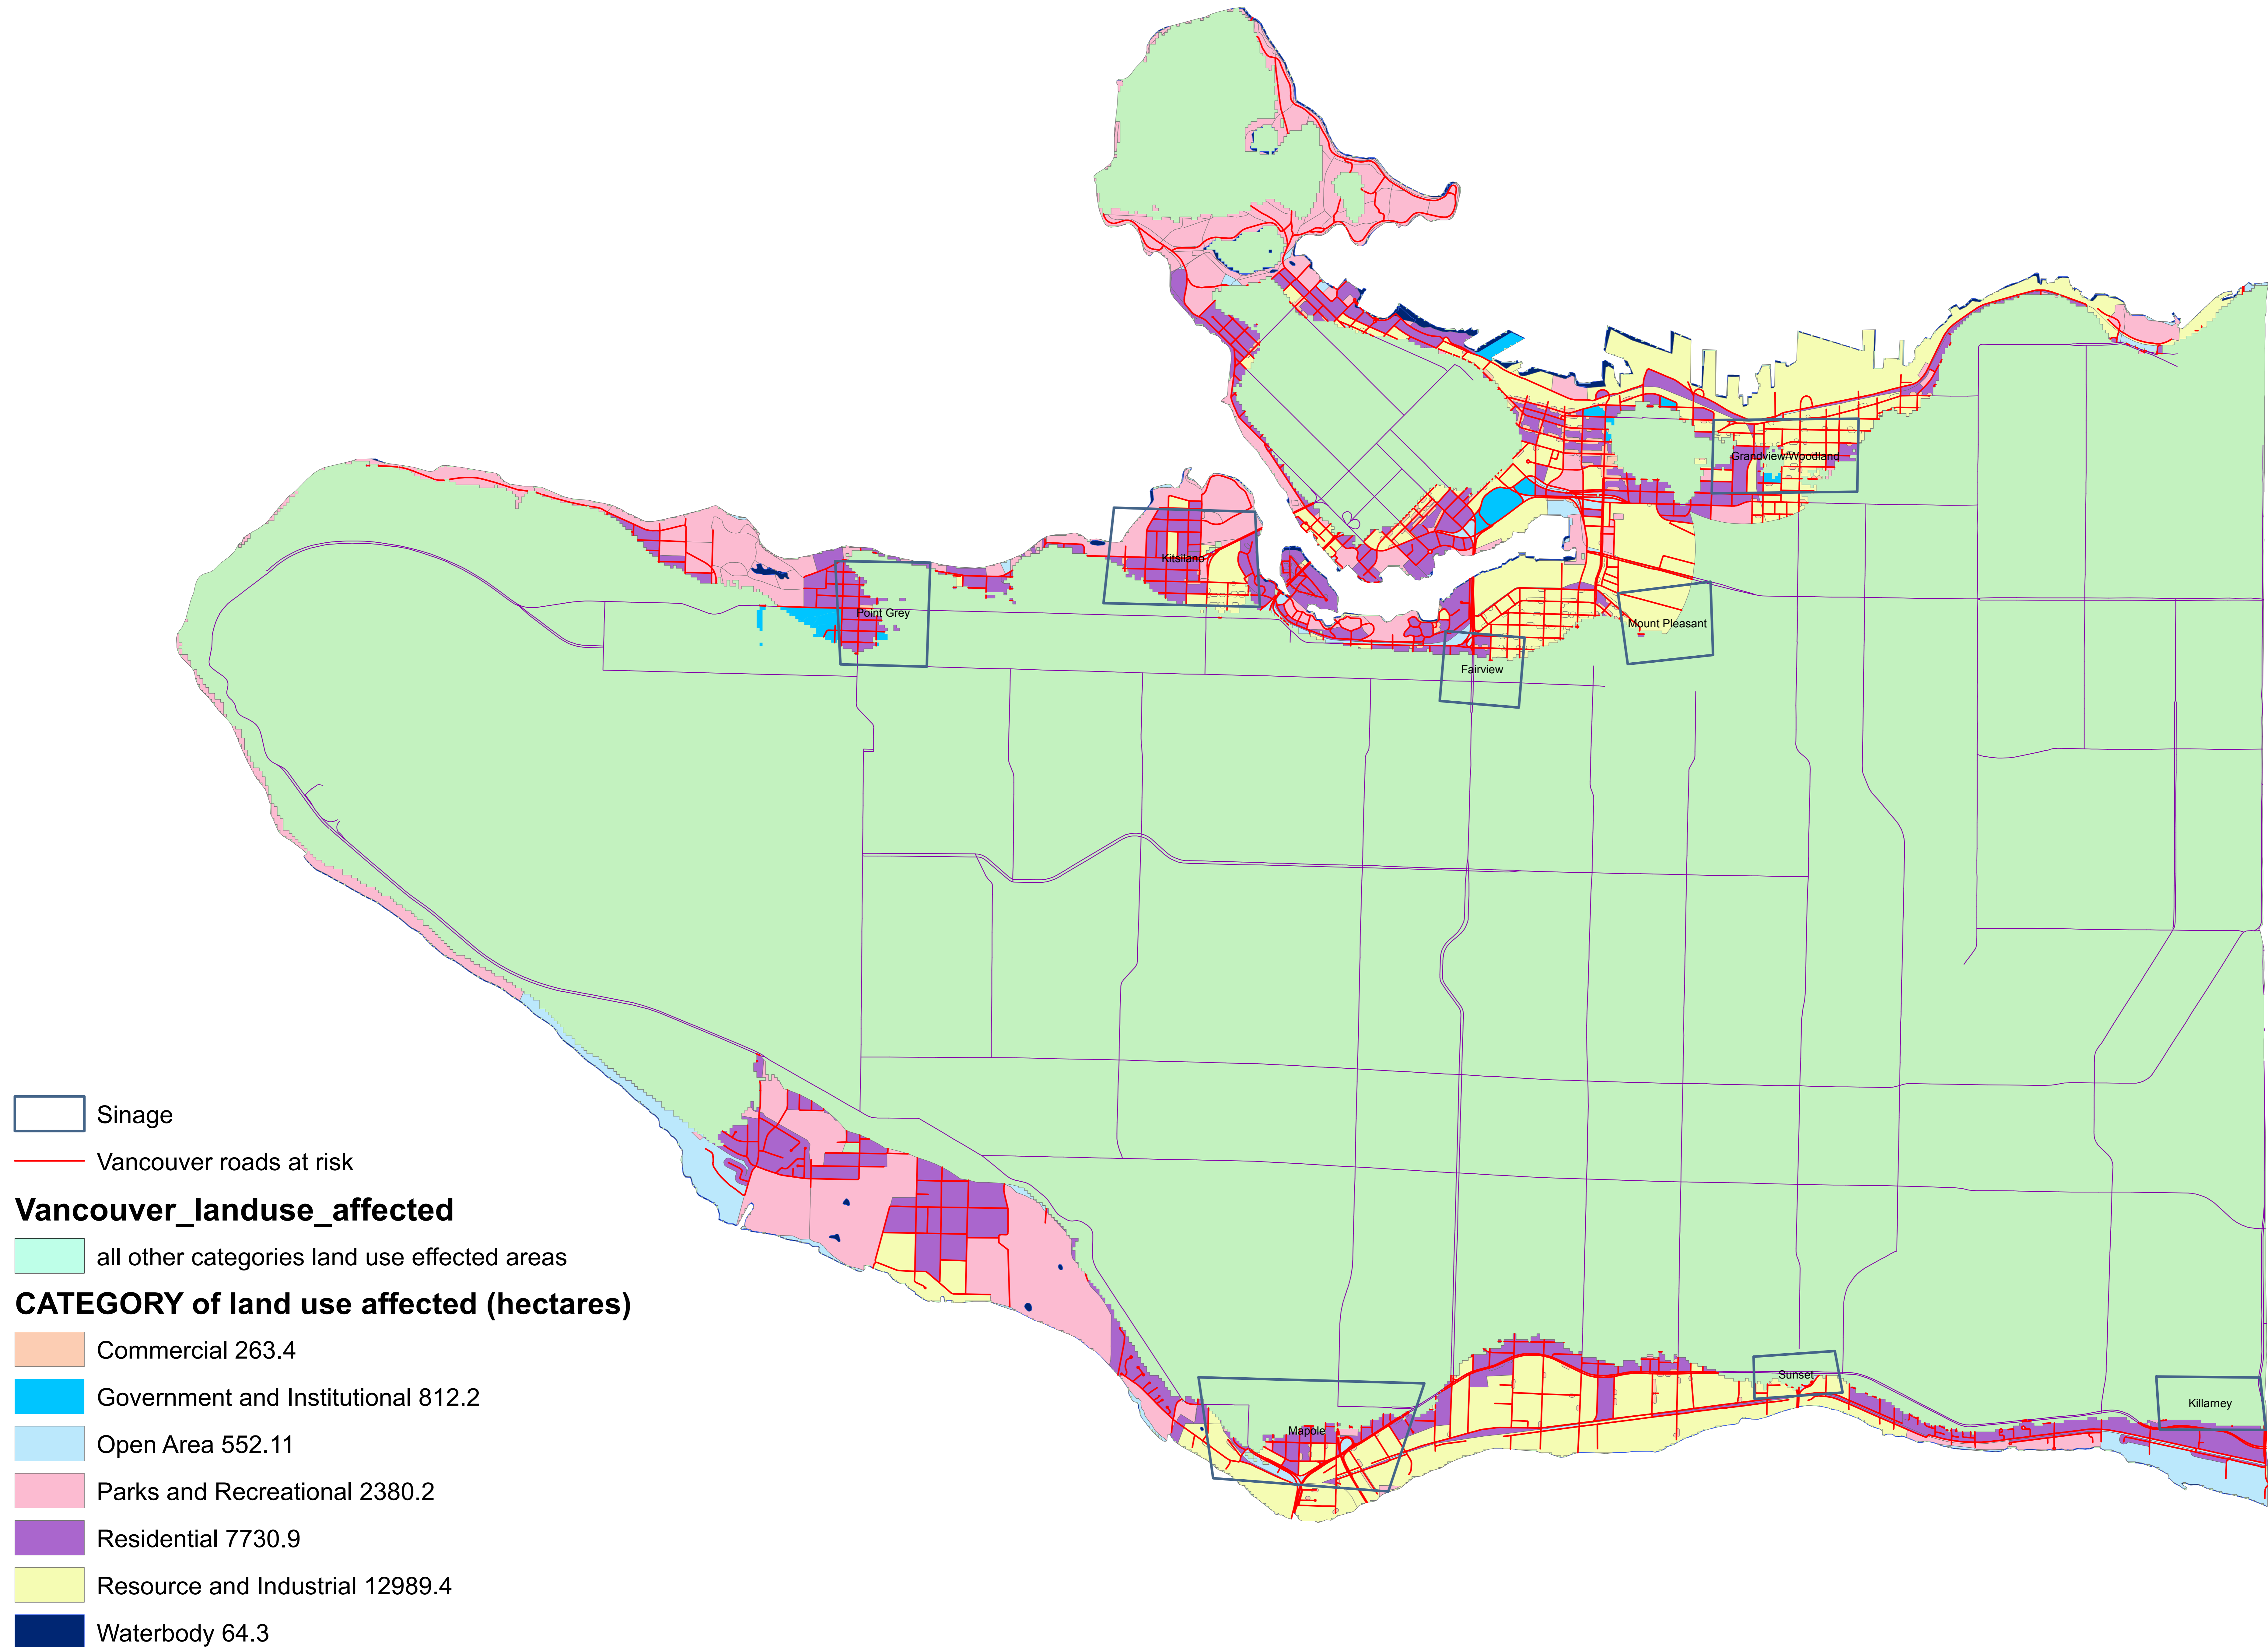 Grandview/Woodland
Kitsilano
Point Grey
Mount Pleasant
Fairview
Sunset
Killarney
Mapole
Sinage
Vancouver roads at risk
Vancouver_landuse_affected
all other categories land use effected areas
CATEGORY of land use affected (hectares)
Commercial 263.4
Government and Institutional 812.2
Open Area 552.11
Parks and Recreational 2380.2
Residential 7730.9
Resource and Industrial 12989.4
Waterbody 64.3